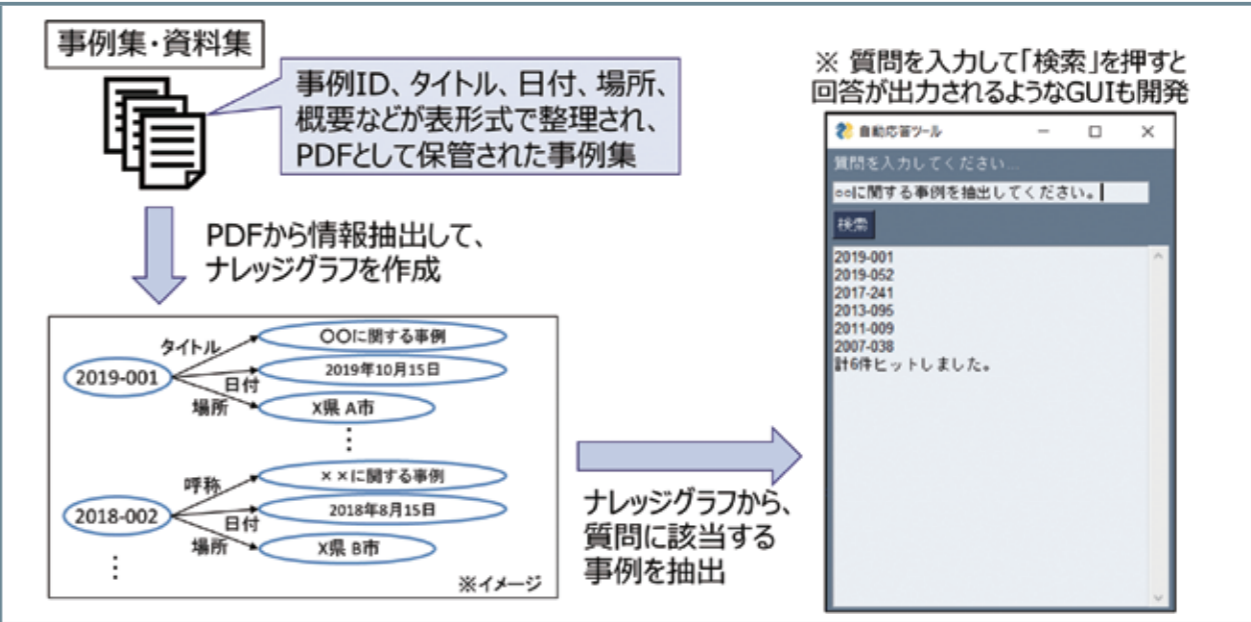 事例集・資料集
事例ID、タイトル、日付、場所、
概要などが表形式で整理され、
PDFとして保管された事例集
PDFから情報抽出して、
ナレッジグラフを作成
2019-001
タイトル
日付
場所
〇〇に関する事例
2019年10月15日
X県 A市
⋮
2018-002
呼称
日付
場所
××に関する事例
2018年8月15日
X県 B市
⋮
※イメージ
ナレッジグラフから、
質問に該当する
事例を抽出
※ 質問を入力して「検索」を押すと
回答が出力されるようなGUIも開発
自動応答ツール
質問を入力してください...
○○に関する事例を抽出してください。
検索
2019-001
2019-052
2017-241
2013-095
2011-009
2007-038
計6件ヒットしました。